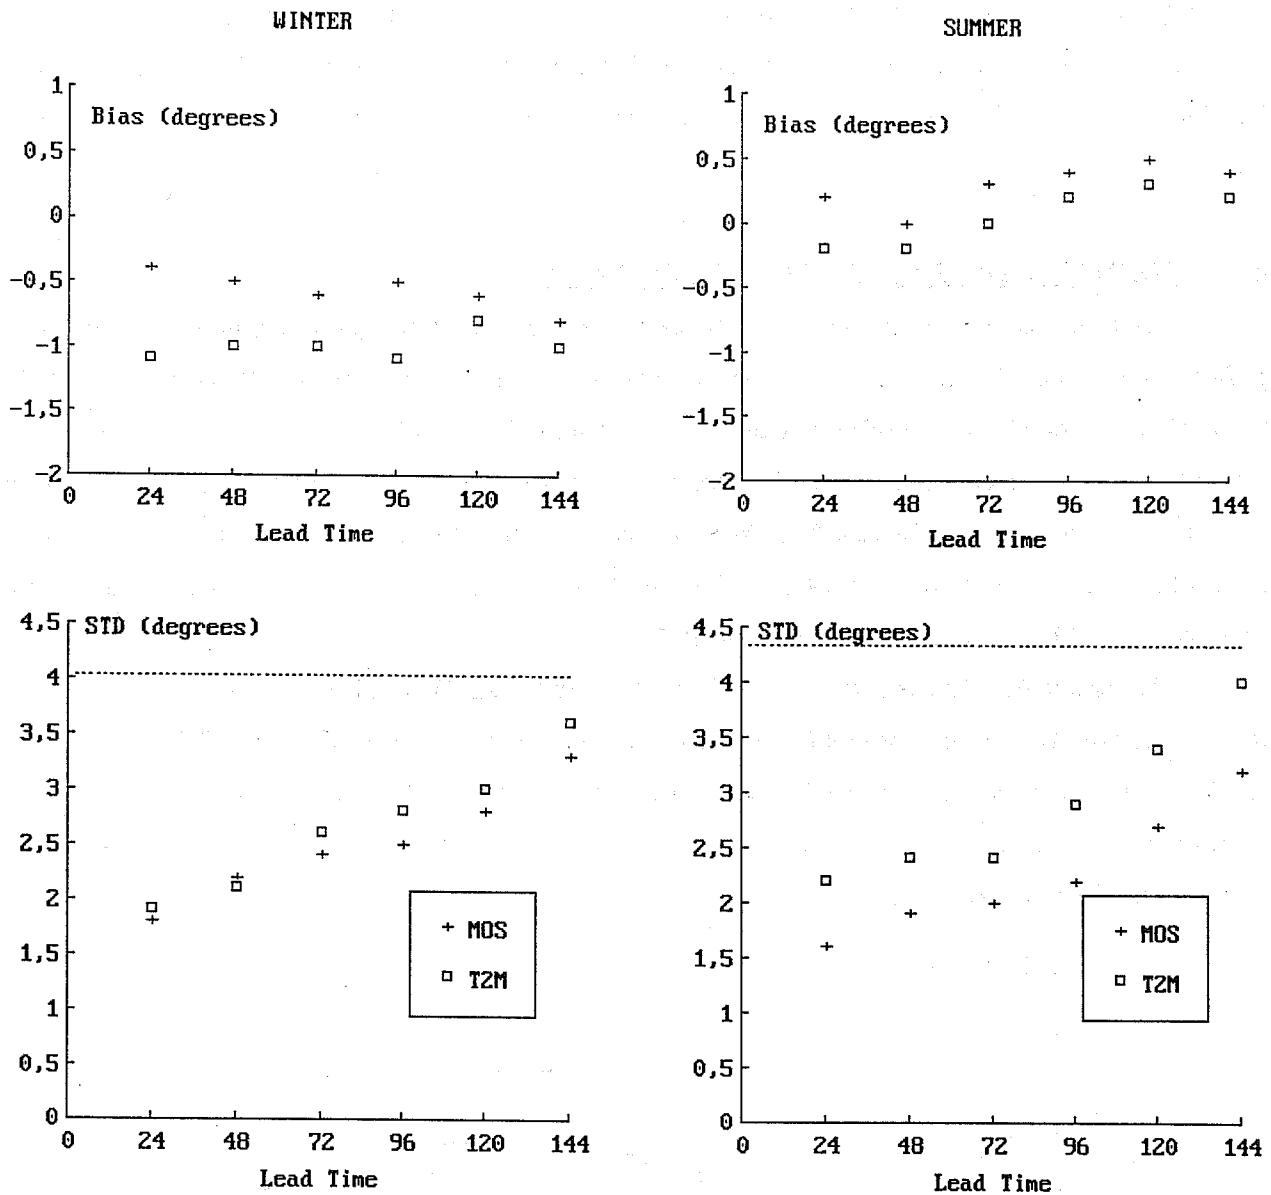 WINTER
1
Bias (degrees)
0,5
0
-0,5
-1
-1,5
-2
0 24 48 72 96 120 144
Lead Time
SUMMER
1
Bias (degrees)
0,5
0
-0,5
-1
-1,5
-2
0 24 48 72 96 120 144
Lead Time
4,5
STD (degrees)
4
3,5
3
2,5
2
1,5
1
0,5
0
+ MOS
T2M
0 24 48 72 96 120 144
Lead Time
4,5
STD (degrees)
4
3,5
3
2,5
2
1,5
1
0,5
0
+ MOS
T2M
0 24 48 72 96 120 144
Lead Time